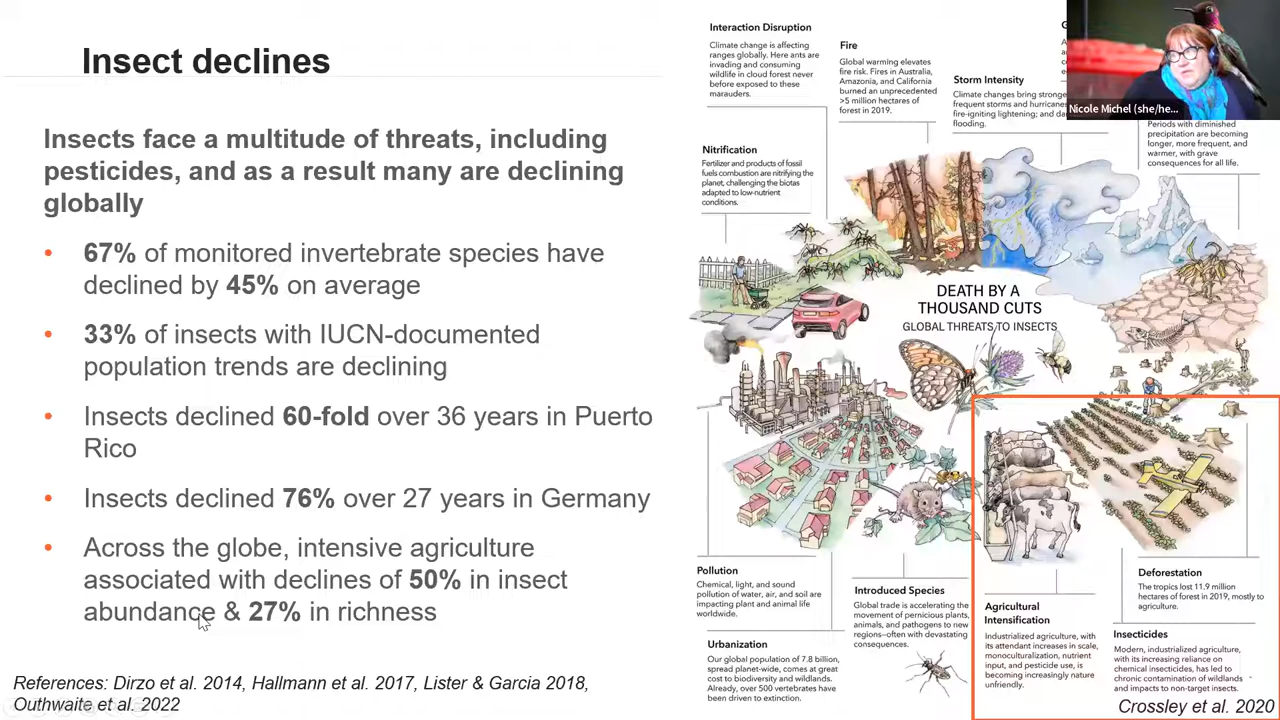 Insect declines
Insects face a multitude of threats, including
pesticides, and as a result many are declining
globally
• 67% of monitored invertebrate species have
declined by 45% on average
• 33% of insects with IUCN-documented
population trends are declining
• Insects declined 60-fold over 36 years in Puerto
Rico
• Insects declined 76% over 27 years in Germany
• Across the globe, intensive agriculture
associated with declines of 50% in insect
abundance & 27% in richness
References: Dirzo et al. 2014, Hallmann et al. 2017, Lister & Garcia 2018,
Outhwaite et al. 2022
Interaction Disruption
Climate change is affecting
ranges globally. Here ants are
invading and consuming
wildlife in cloud forest never
before exposed to these
marauders.
Fire
Global warming elevates
fire risk. Fires in Australia,
Amazonia, and California
burned an unprecedented
>5 million hectares of
forest in 2019.
Storm Intensity
Climate changes bring stronge
frequent storms and hurricane
fire-igniting lightening; and da
flooding.
Nicole Michel (she/he...
Periods with diminished
precipitation are becoming
longer, more frequent, and
warmer, with grave
consequences for all life.
Nitrification
Fertilizer and products of fossil
fuels combustion are nitrifying the
planet, challenging the biotas
adapted to low-nutrient
conditions.
DEATH BY A
THOUSAND CUTS
GLOBAL THREATS TO INSECTS
Pollution
Chemical, light, and sound
pollution of water, air, and soil are
impacting plant and animal life
worldwide.
Urbanization
Our global population of 7.8 billion,
spread planet-wide, comes at great
cost to biodiversity and wildlands.
Already, over 500 vertebrates have
been driven to extinction.
Introduced Species
Global trade is accelerating the
movement of pernicious plants,
animals, and pathogens to new
regions—often with devastating
consequences.
Agricultural
Intensification
Industrialized agriculture, with
its attendant increases in scale,
monoculturalization, nutrient
input, and pesticide use, is
becoming increasingly nature
unfriendly.
Deforestation
The tropics lost 11.9 million
hectares of forest in 2019, mostly to
agriculture.
Insecticides
Modern, industrialized agriculture,
with its increasing reliance on
chemical insecticides, has led to
chronic contamination of wildlands
and impacts to non-target insects.
Crossley et al. 2020